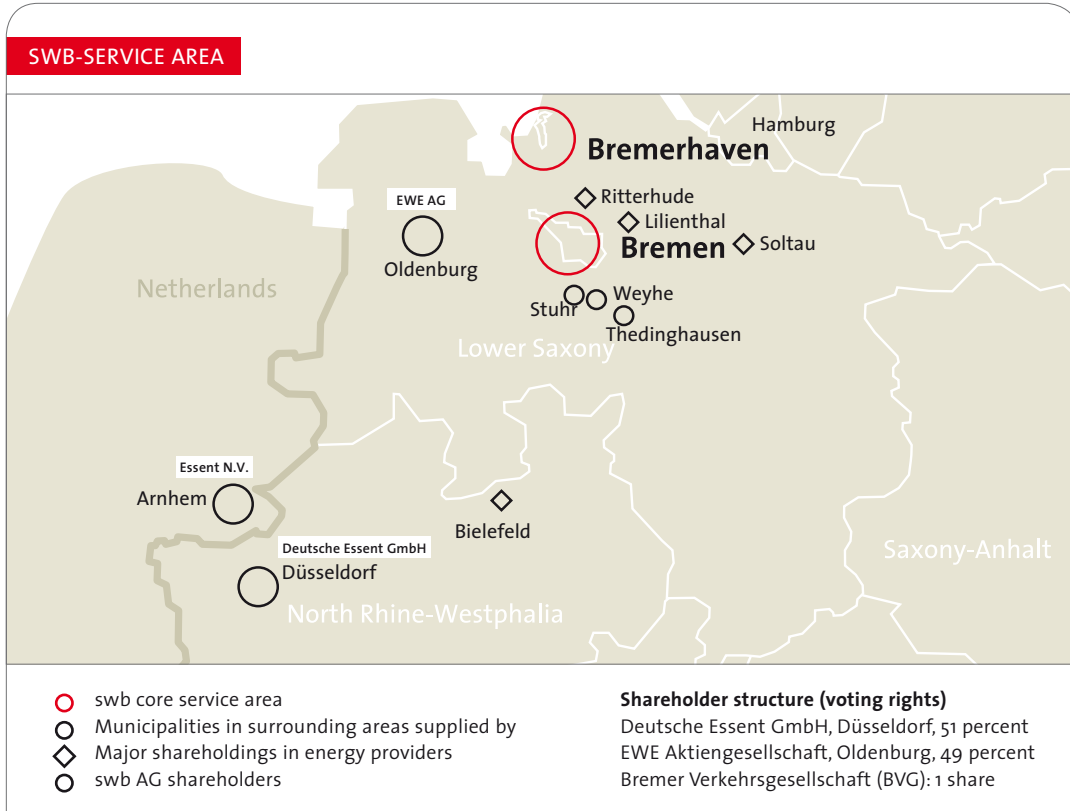 SWB-SERVICE AREA
Hamburg
Bremerhaven
Ritterhude
EWE AG
Lilienthal
Bremen
Soltau
Oldenburg
Netherlands
Weyhe
Stuhr
Thedinghausen
Lower Saxony
Essent N.V.
Arnhem
Bielefeld
Deutsche Essent GmbH
Düsseldorf
Saxony-Anhalt
North Rhine-Westphalia
swb core service area
Municipalities in surrounding areas supplied by
Major shareholdings in energy providers
swb AG shareholders
Shareholder structure (voting rights)
Deutsche Essent GmbH, Düsseldorf, 51 percent
EWE Aktiengesellschaft, Oldenburg, 49 percent
Bremer Verkehrsgesellschaft (BVG): 1 share